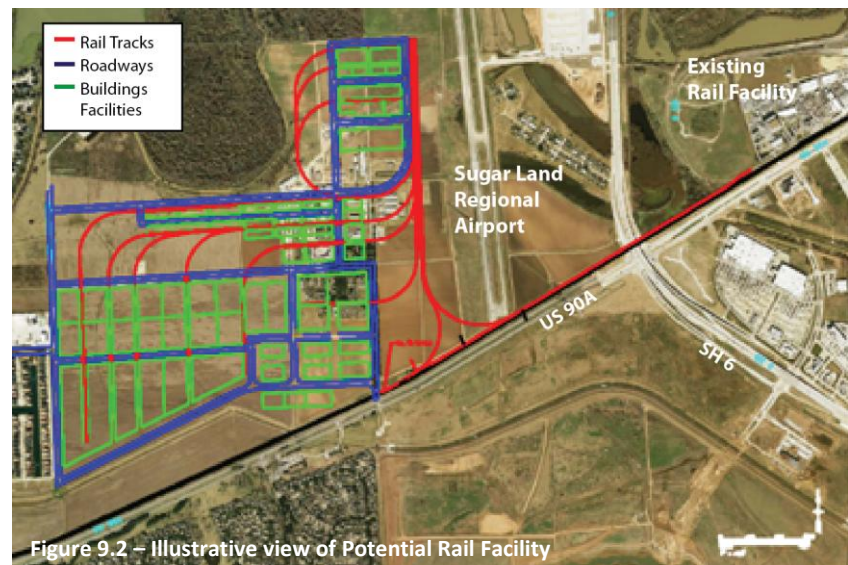 Rail Tracks
Roadways
Buildings
Facilities
Existing
Rail Facility
Sugar Land
Regional
Airport
US 90A
SH 6
Figure 9.2 – Illustrative view of Potential Rail Facility